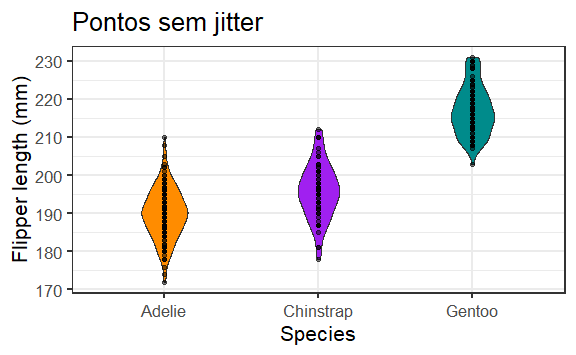 Pontos sem jitter
Flipper length (mm)
230
220
210
200
190
180
170
Adelie
Chinstrap
Gentoo
Species